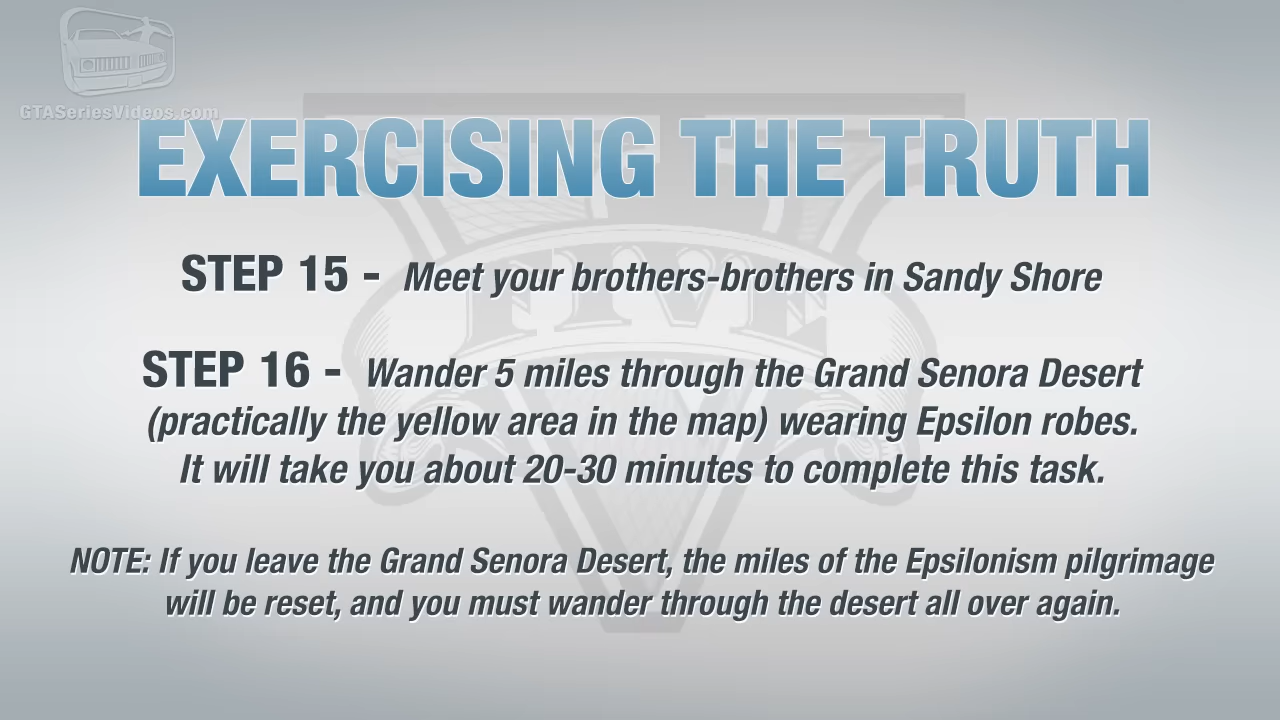 GTASeriesVideos.com
EXERCISING THE TRUTH
STEP 15 - Meet your brothers-brothers in Sandy Shore
STEP 16 - Wander 5 miles through the Grand Senora Desert
(practically the yellow area in the map) wearing Epsilon robes.
It will take you about 20-30 minutes to complete this task.
FIVE
NOTE: If you leave the Grand Senora Desert, the miles of the Epsilonism pilgrimage
will be reset, and you must wander through the desert all over again.